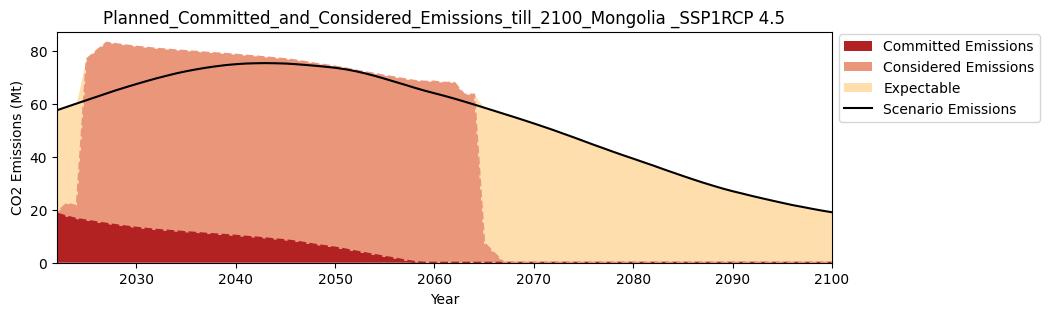 Planned_Committed_and_Considered_Emissions_till_2100_Mongolia _SSP1RCP 4.5
CO2 Emissions (Mt)
80
60
40
20
0
2030 2040 2050 2060 2070 2080 2090 2100
Year
Committed Emissions
Considered Emissions
Expectable
Scenario Emissions